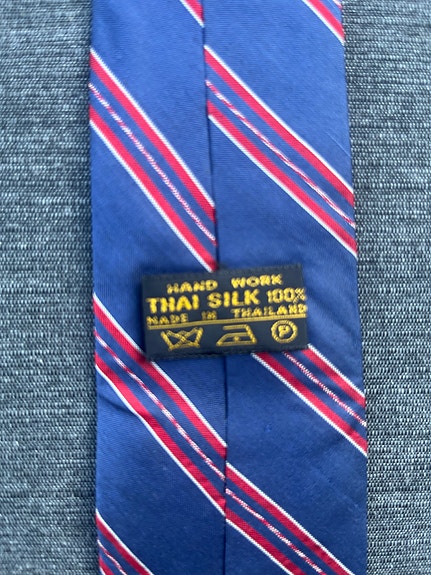 HAND WORK
THAI SILK 100%
MADE IN THAILAND
P